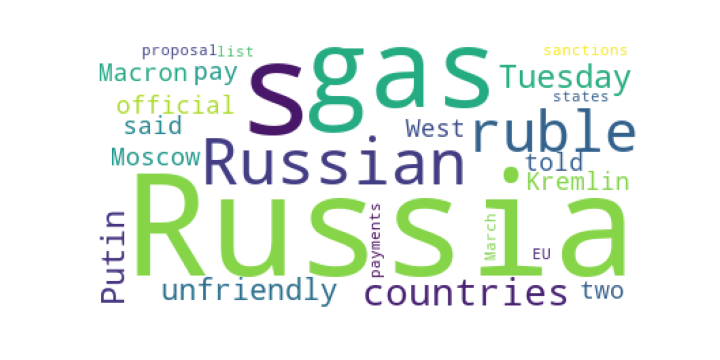 proposal list sanctions
Macron pay s gas Tuesday
official states
said West ruble
Moscow Russian told
Kremlin
Russia
Putin payments March EU
unfriendly countries two